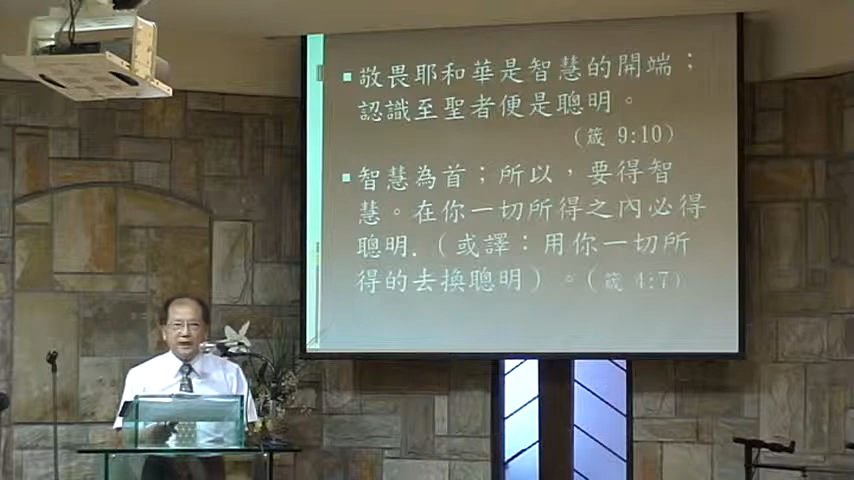 ▪敬畏耶和華是智慧的開端；
認識至聖者便是聰明。
(箴 9:10)
▪智慧為首；所以，要得智
慧。在你一切所得之內必得
聰明.（或譯：用你一切所
得的去換聰明）。(箴 4:7)